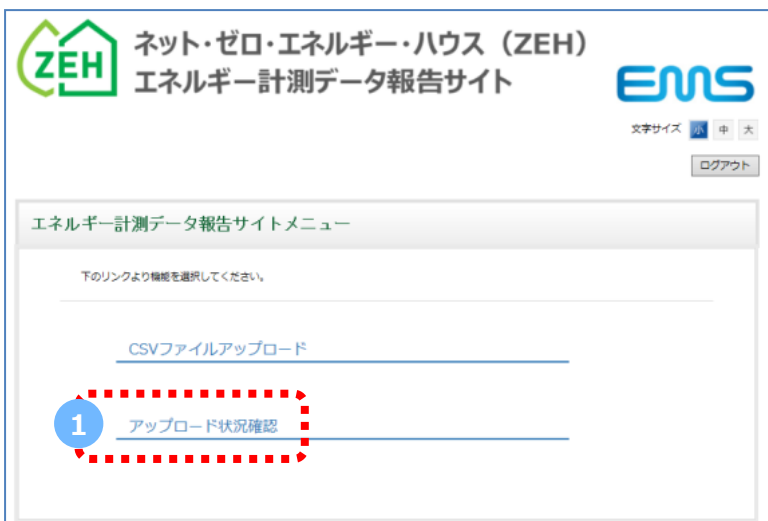 ZEH
ネット・ゼロ・エネルギー・ハウス（ZEH）
エネルギー計測データ報告サイト
EMS
文字サイズ 小 中 大
ログアウト
エネルギー計測データ報告サイトメニュー
下のリンクより機能を選択してください。
CSVファイルアップロード
1 アップロード状況確認